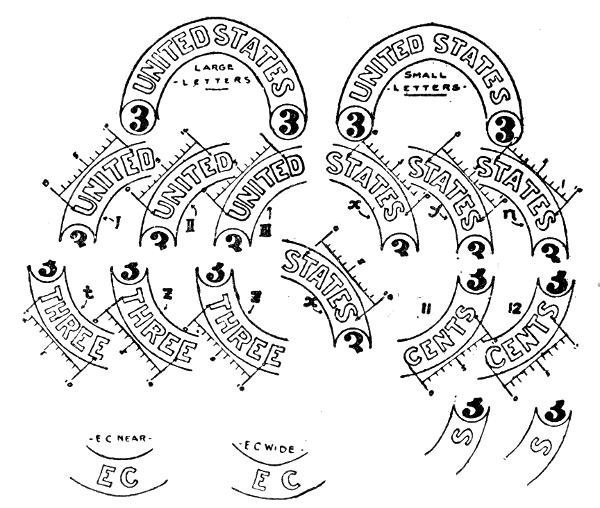 UNITED STATES
LARGE
-LETTERS
3 3
UNITED STATES
SMALL
-LETTERS-
3 3
UNITED
I
2
UNITED
II
2
UNITED
III
2
STATES
x
2
STATES
y
2
STATES
n
2
3
THREE
t
3
THREE
z
3
THREE
STATES
x
2
3
CENTS
11
3
CENTS
12
3
S
3
S
-EC NEAR-
EC
-EC WIDE-
E C